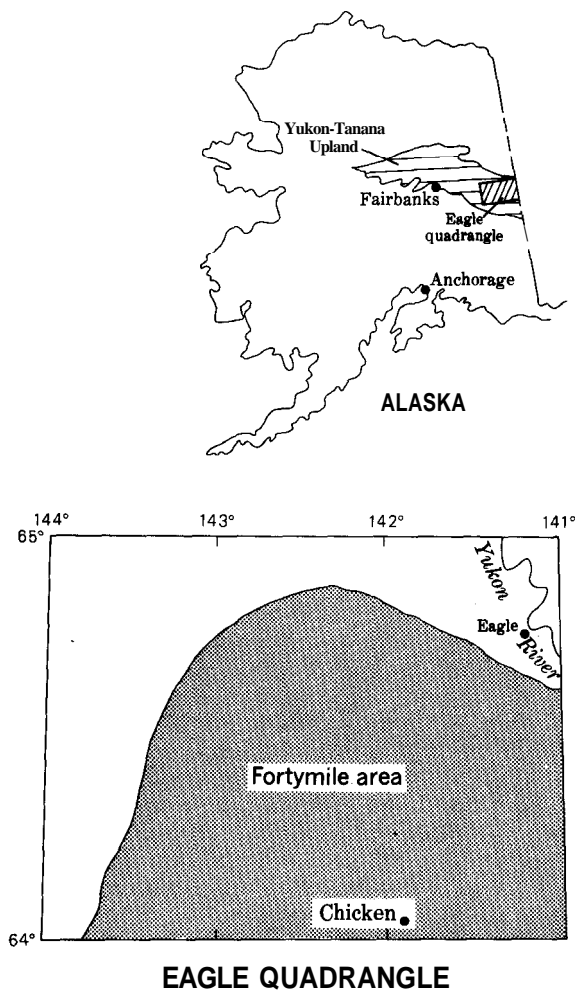 Yukon-Tanana
Upland
Fairbanks
Eagle
quadrangle
Anchorage
ALASKA
144° 143° 142° 141°
65°
Yukon
Eagle
River
Fortymile area
Chicken
64°
EAGLE QUADRANGLE